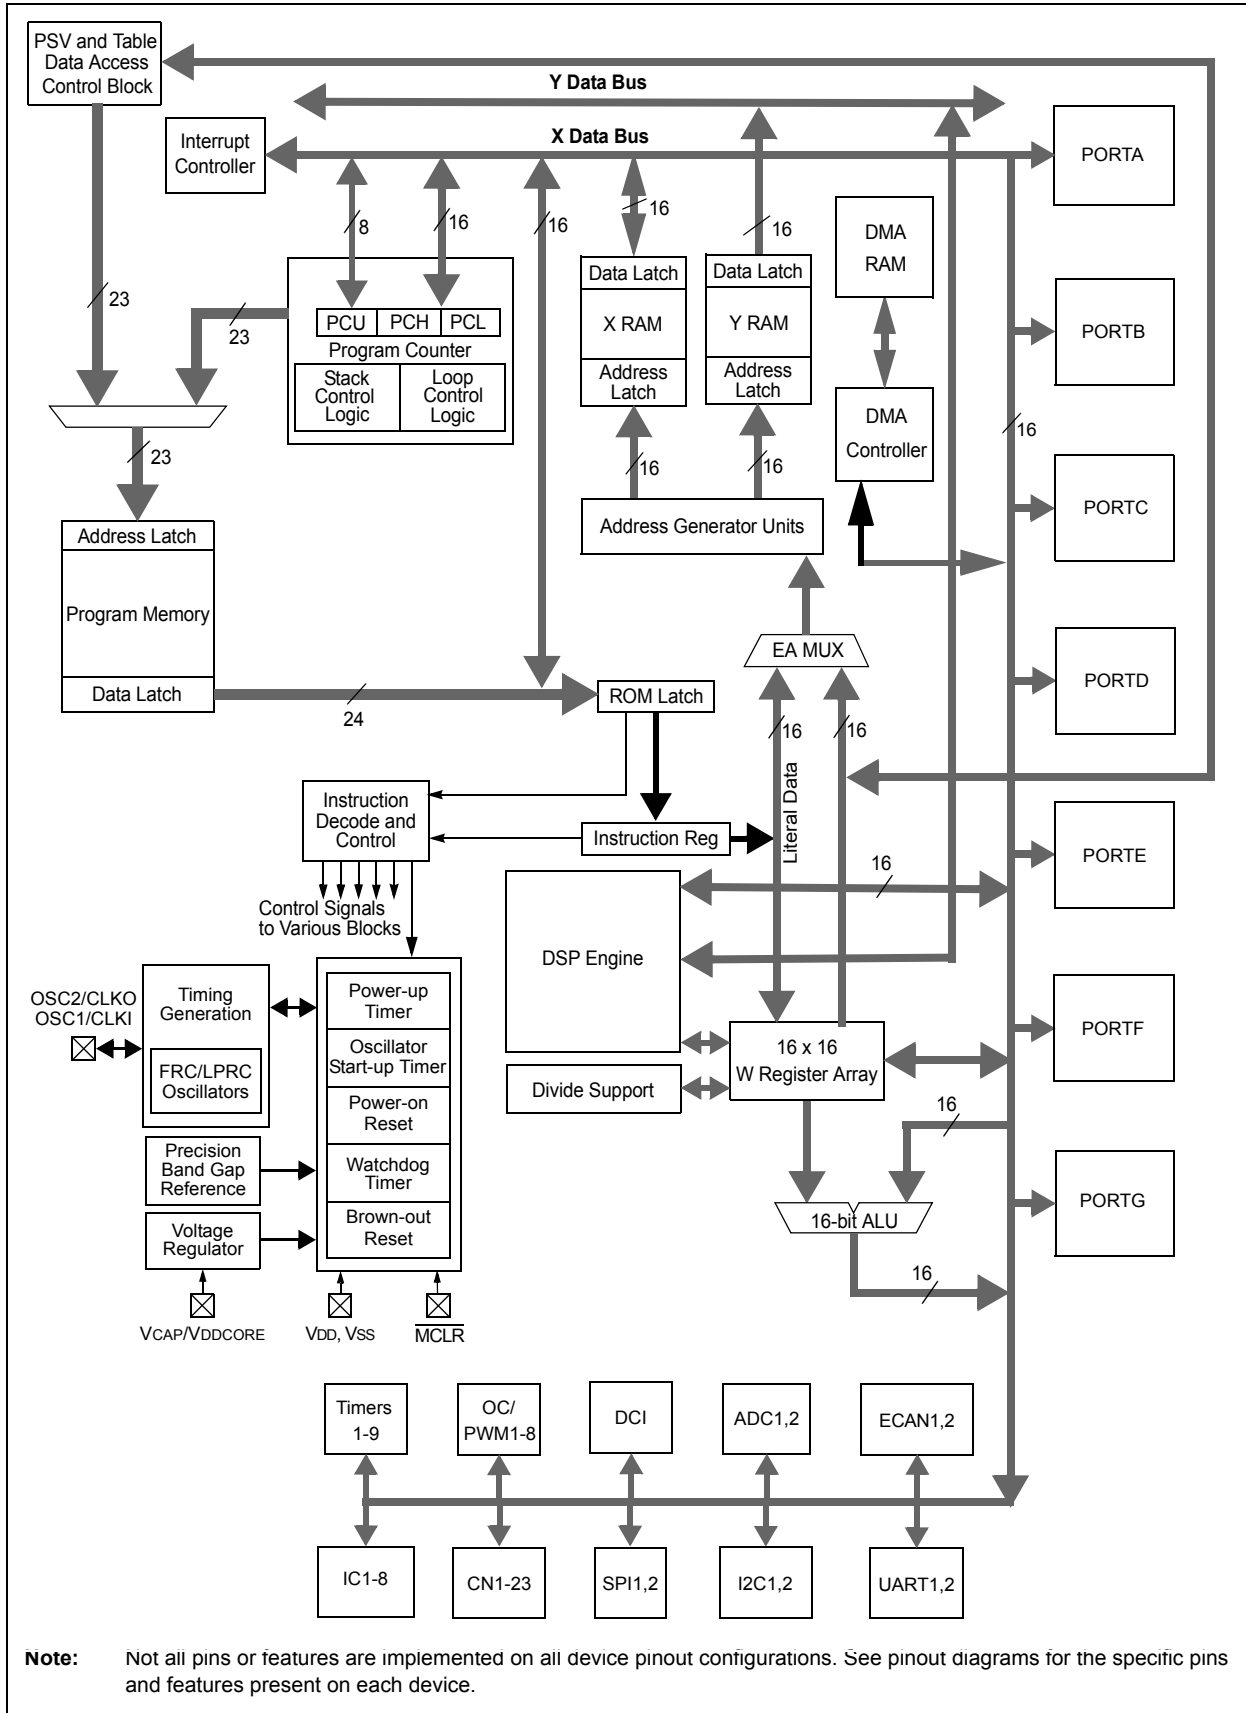 PSV and Table
Data Access
Control Block
Y Data Bus
Interrupt
Controller
X Data Bus
PORTA
8
16
16
16
16
DMA
RAM
23
23
Data Latch
X RAM
Address
Latch
Data Latch
Y RAM
Address
Latch
PCU
PCH
PCL
Program Counter
Stack
Control
Logic
Loop
Control
Logic
PORTB
DMA
Controller
16
23
16
16
PORTC
Address Generator Units
Address Latch
Program Memory
Data Latch
24
ROM Latch
EA MUX
PORTD
16
16
Literal Data
Instruction
Decode and
Control
Instruction Reg
PORTE
16
Control Signals
to Various Blocks
DSP Engine
OSC2/CLKO
OSC1/CLKI
Timing
Generation
FRC/LPRC
Oscillators
Power-up
Timer
Oscillator
Start-up Timer
Power-on
Reset
Watchdog
Timer
Brown-out
Reset
16 x 16
W Register Array
Divide Support
PORTF
16
Precision
Band Gap
Reference
Voltage
Regulator
16-bit ALU
PORTG
16
VCAP/VDDCORE
VDD, VSS
MCLR
Timers
1-9
OC/
PWM1-8
DCI
ADC1,2
ECAN1,2
IC1-8
CN1-23
SPI1,2
I2C1,2
UART1,2
Note: Not all pins or features are implemented on all device pinout configurations. See pinout diagrams for the specific pins
and features present on each device.